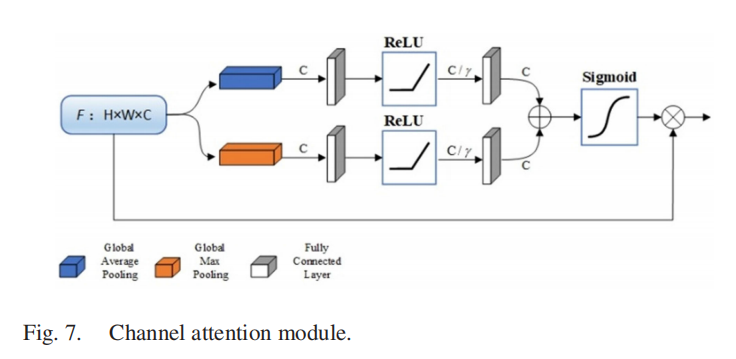 ReLU
C
C/γ
C
Sigmoid
F： H×W×C
ReLU
C
C/γ
C
Global
Average
Pooling
Global
Max
Pooling
Fully
Connected
Layer
Fig. 7. Channel attention module.